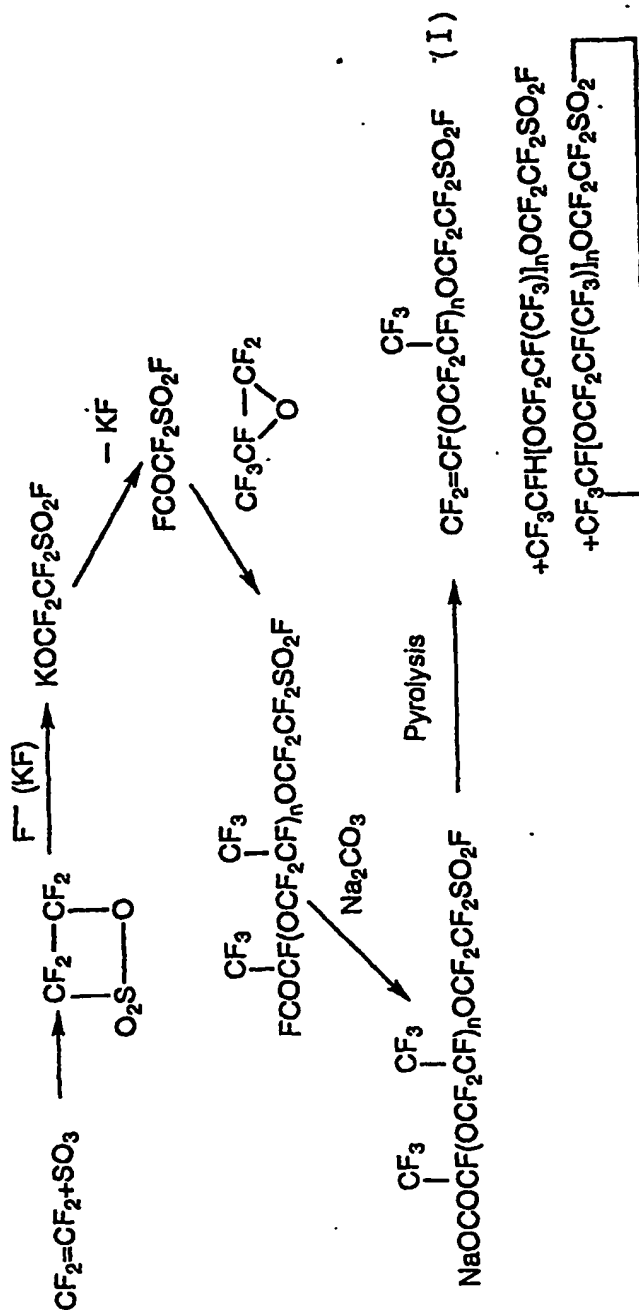 CF2=CF2+SO3
CF2—CF2
O2S—O
F– (KF)
KOCF2CF2SO2F
– KF
FCOCF2SO2F
CF3CF—CF2
O
CF3 CF3
FCOCF(OCF2CF)nOCF2CF2SO2F
Na2CO3
CF3 CF3
NaOCOCF(OCF2CF)nOCF2CF2SO2F
Pyrolysis
CF3
CF2=CF(OCF2CF)nOCF2CF2SO2F (I)
+CF3CFH[OCF2CF(CF3)]nOCF2CF2SO2F
+CF3CF[OCF2CF(CF3)]nOCF2CF2SO2